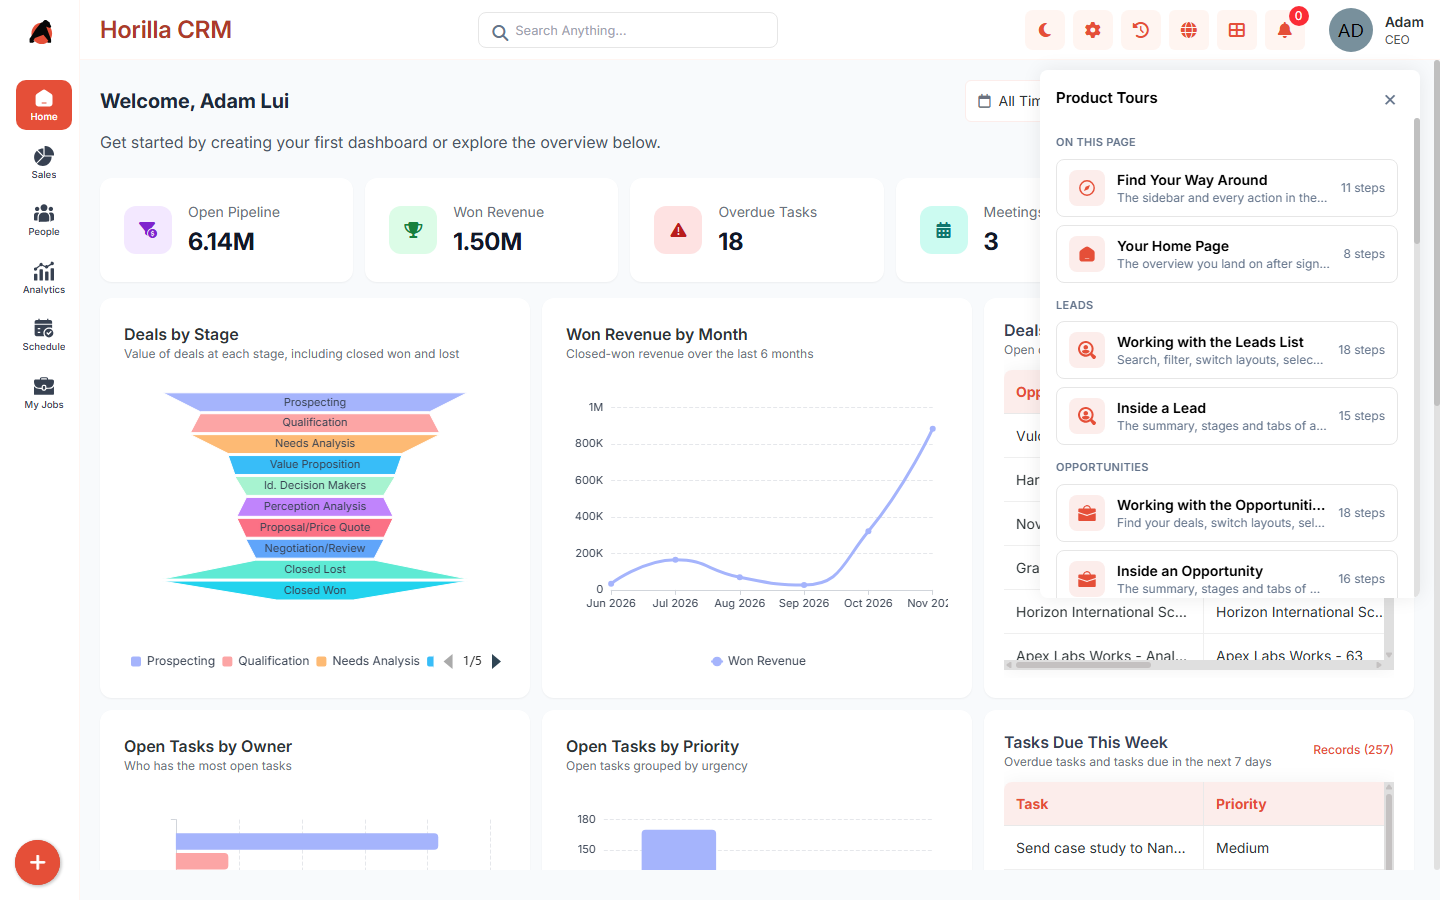 Horilla CRM
Search Anything...
0
AD
Adam
CEO
Home
Sales
People
Analytics
Schedule
My Jobs
Welcome, Adam Lui
All Tim
Get started by creating your first dashboard or explore the overview below.
Open Pipeline
6.14M
Won Revenue
1.50M
Overdue Tasks
18
Meetings
3
Deals by Stage
Value of deals at each stage, including closed won and lost
Prospecting
Qualification
Needs Analysis
Value Proposition
Id. Decision Makers
Perception Analysis
Proposal/Price Quote
Negotiation/Review
Closed Lost
Closed Won
Prospecting Qualification Needs Analysis 1/5
Won Revenue by Month
Closed-won revenue over the last 6 months
1M
800K
600K
400K
200K
0
Jun 2026 Jul 2026 Aug 2026 Sep 2026 Oct 2026 Nov 202
Won Revenue
Deals
Open
Opp
Vulc
Har
Nov
Gra
Horizon International Sc... Horizon International Sc...
Apex Labs Works - Anal... Apex Labs Works - 63
Product Tours
ON THIS PAGE
Find Your Way Around
The sidebar and every action in the...
11 steps
Your Home Page
The overview you land on after sign...
8 steps
LEADS
Working with the Leads List
Search, filter, switch layouts, selec...
18 steps
Inside a Lead
The summary, stages and tabs of a...
15 steps
OPPORTUNITIES
Working with the Opportuniti...
Find your deals, switch layouts, sel...
18 steps
Inside an Opportunity
The summary, stages and tabs of ...
16 steps
Open Tasks by Owner
Who has the most open tasks
Open Tasks by Priority
Open tasks grouped by urgency
180
150
Tasks Due This Week
Overdue tasks and tasks due in the next 7 days
Records (257)
Task Priority
Send case study to Nan... Medium